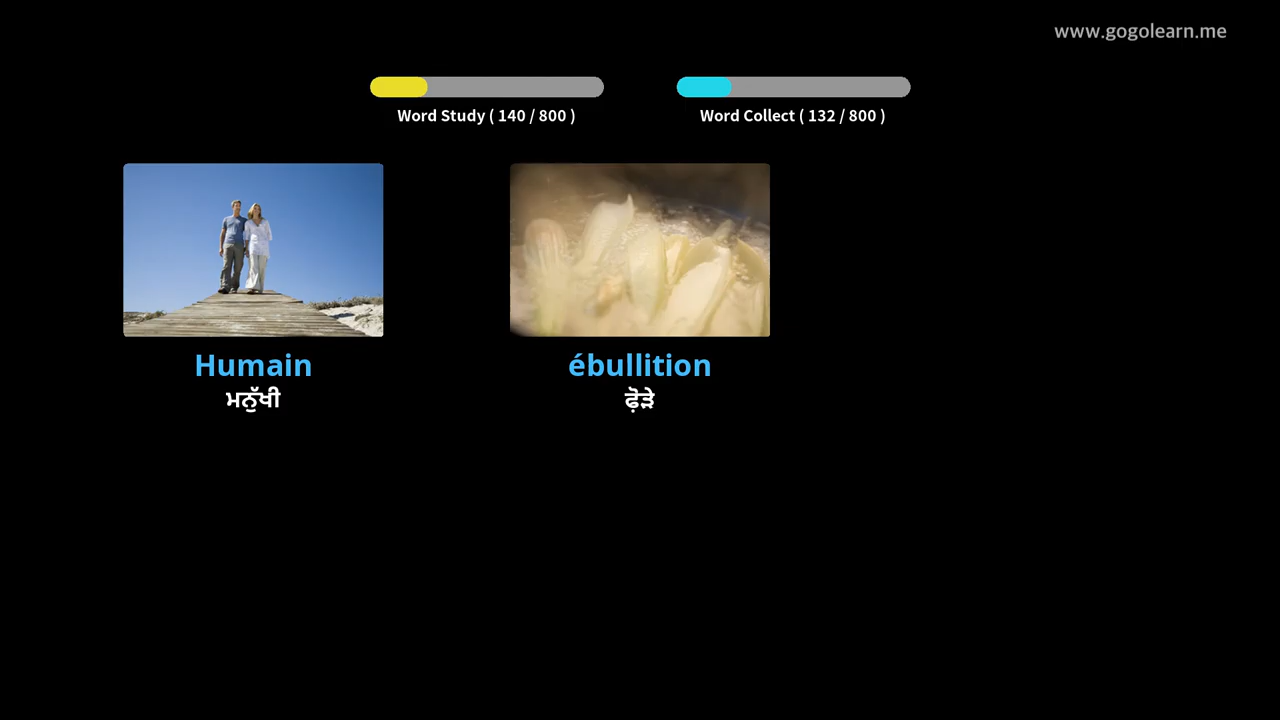 www.gogolearn.me
Word Study ( 140 / 800 )
Word Collect ( 132 / 800 )
Humain
ਮਨੁੱਖੀ
ébullition
ਫ਼ੋੜੇ